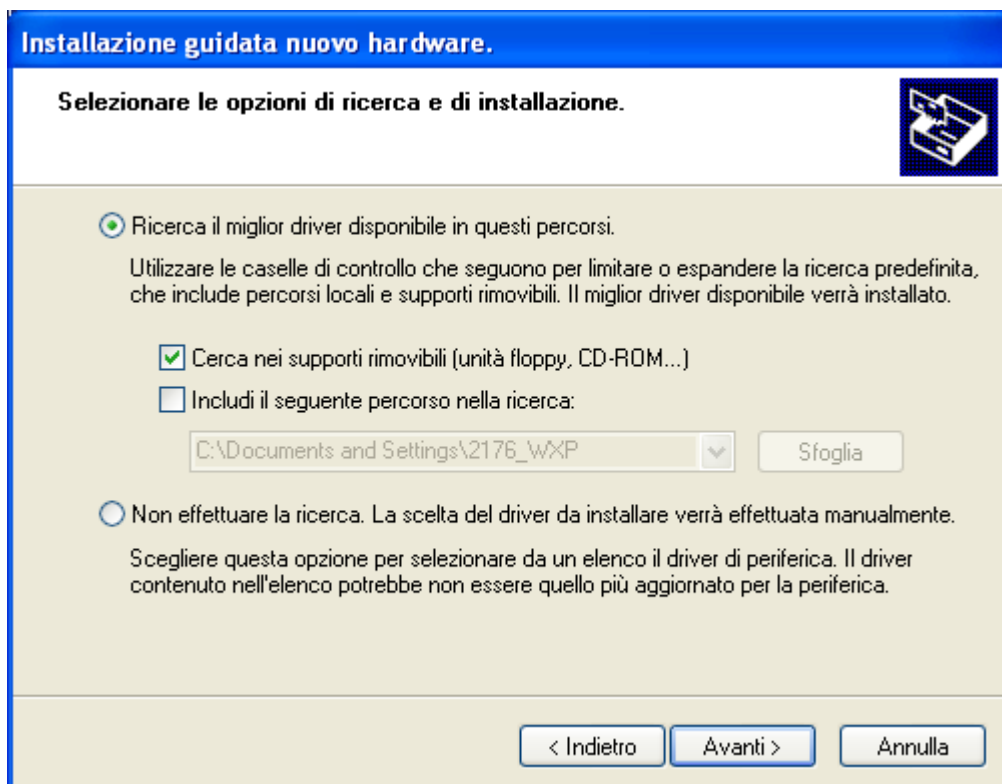 Installazione guidata nuovo hardware.
Selezionare le opzioni di ricerca e di installazione.
Ricerca il miglior driver disponibile in questi percorsi.
Utilizzare le caselle di controllo che seguono per limitare o espandere la ricerca predefinita,
che include percorsi locali e supporti rimovibili. Il miglior driver disponibile verrà installato.
Cerca nei supporti rimovibili (unità floppy, CD-ROM...)
Includi il seguente percorso nella ricerca:
C:\Documents and Settings\2176_WXP
Sfoglia
Non effettuare la ricerca. La scelta del driver da installare verrà effettuata manualmente.
Scegliere questa opzione per selezionare da un elenco il driver di periferica. Il driver
contenuto nell'elenco potrebbe non essere quello più aggiornato per la periferica.
< Indietro
Avanti >
Annulla